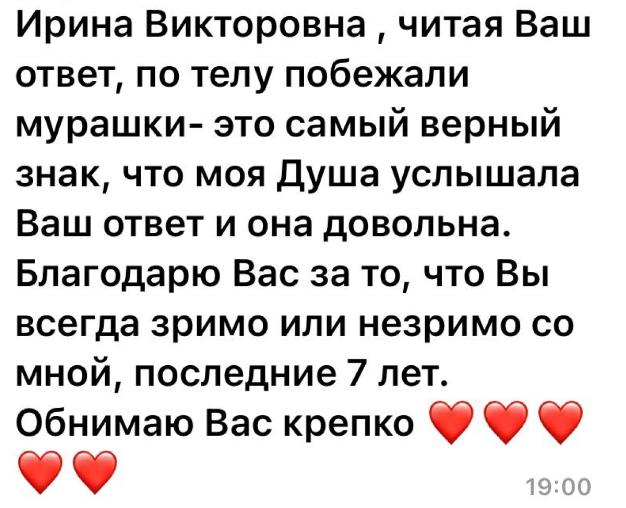 Ирина Викторовна , читая Ваш
ответ, по телу побежали
мурашки- это самый верный
знак, что моя Душа услышала
Ваш ответ и она довольна.
Благодарю Вас за то, что Вы
всегда зримо или незримо со
мной, последние 7 лет.
Обнимаю Вас крепко ❤️❤️❤️
❤️❤️
19:00